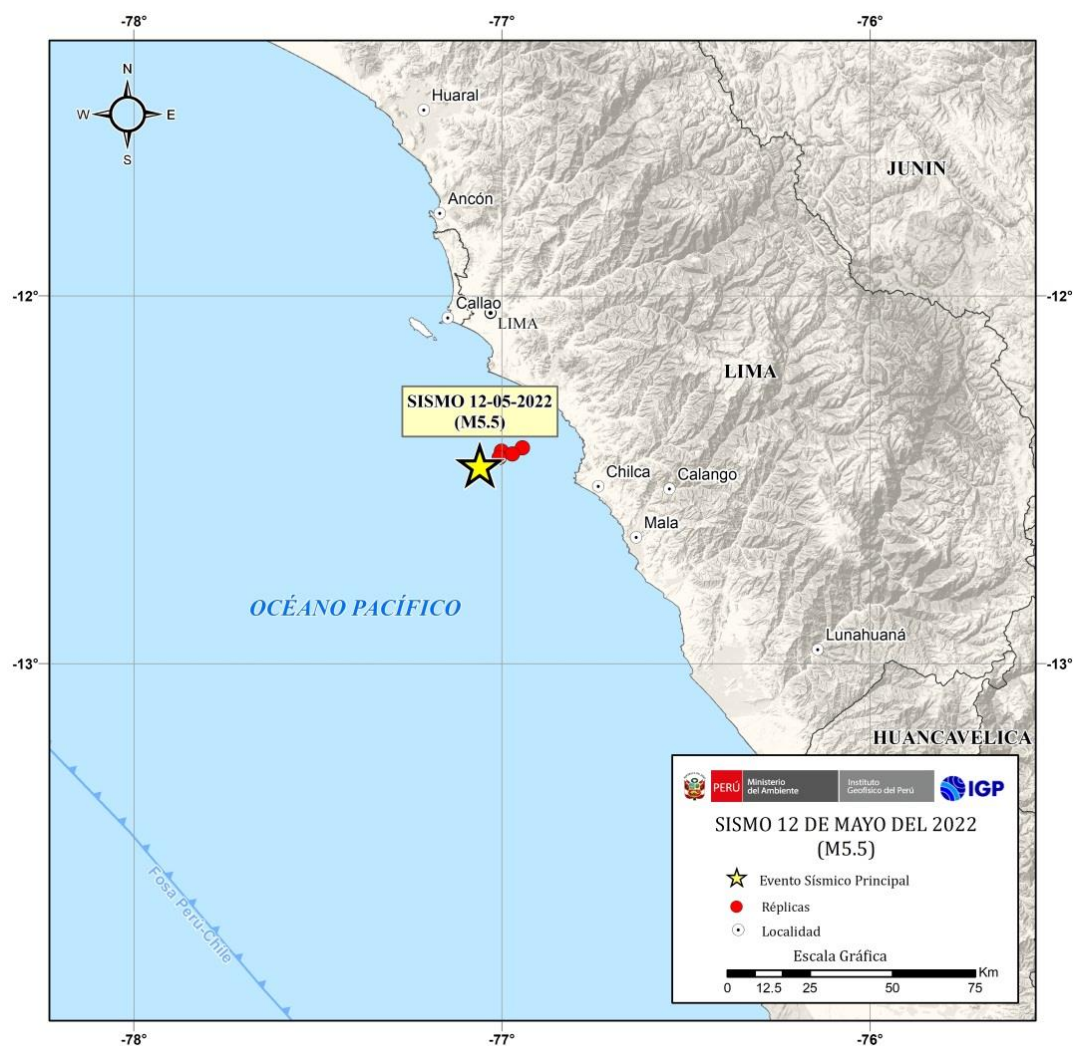 -78°
-77°
-76°
N
W
E
S
Huaral
JUNIN
Ancón
-12°
-12°
Callao
LIMA
LIMA
SISMO 12-05-2022
(M5.5)
Chilca
Calango
Mala
OCÉANO PACÍFICO
Lunahuaná
-13°
-13°
HUANCAVELICA
Fosa Perú-Chile
PERÚ
Ministerio
del Ambiente
Instituto
Geofísico del Perú
IGP
SISMO 12 DE MAYO DEL 2022
(M5.5)
Evento Sísmico Principal
Réplicas
Localidad
Escala Gráfica
Km
0 12.5 25 50 75
-78°
-77°
-76°